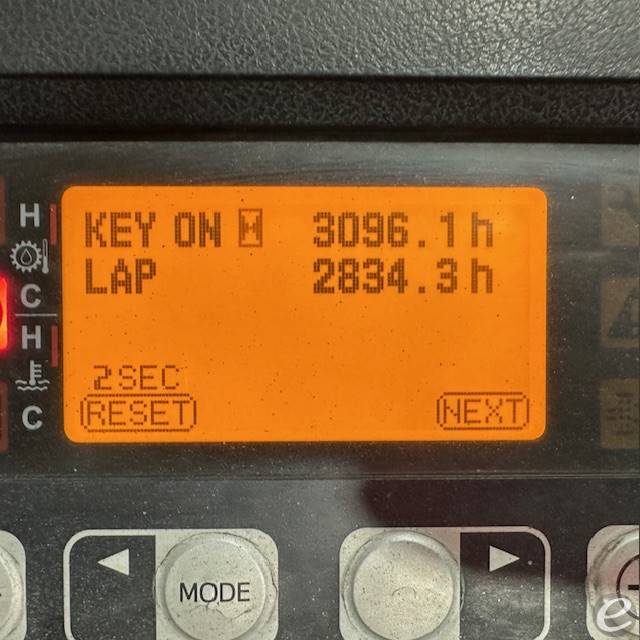 H
KEY ON 3096.1h
LAP 2834.3h
C
H
2SEC
RESET NEXT
C
MODE
e